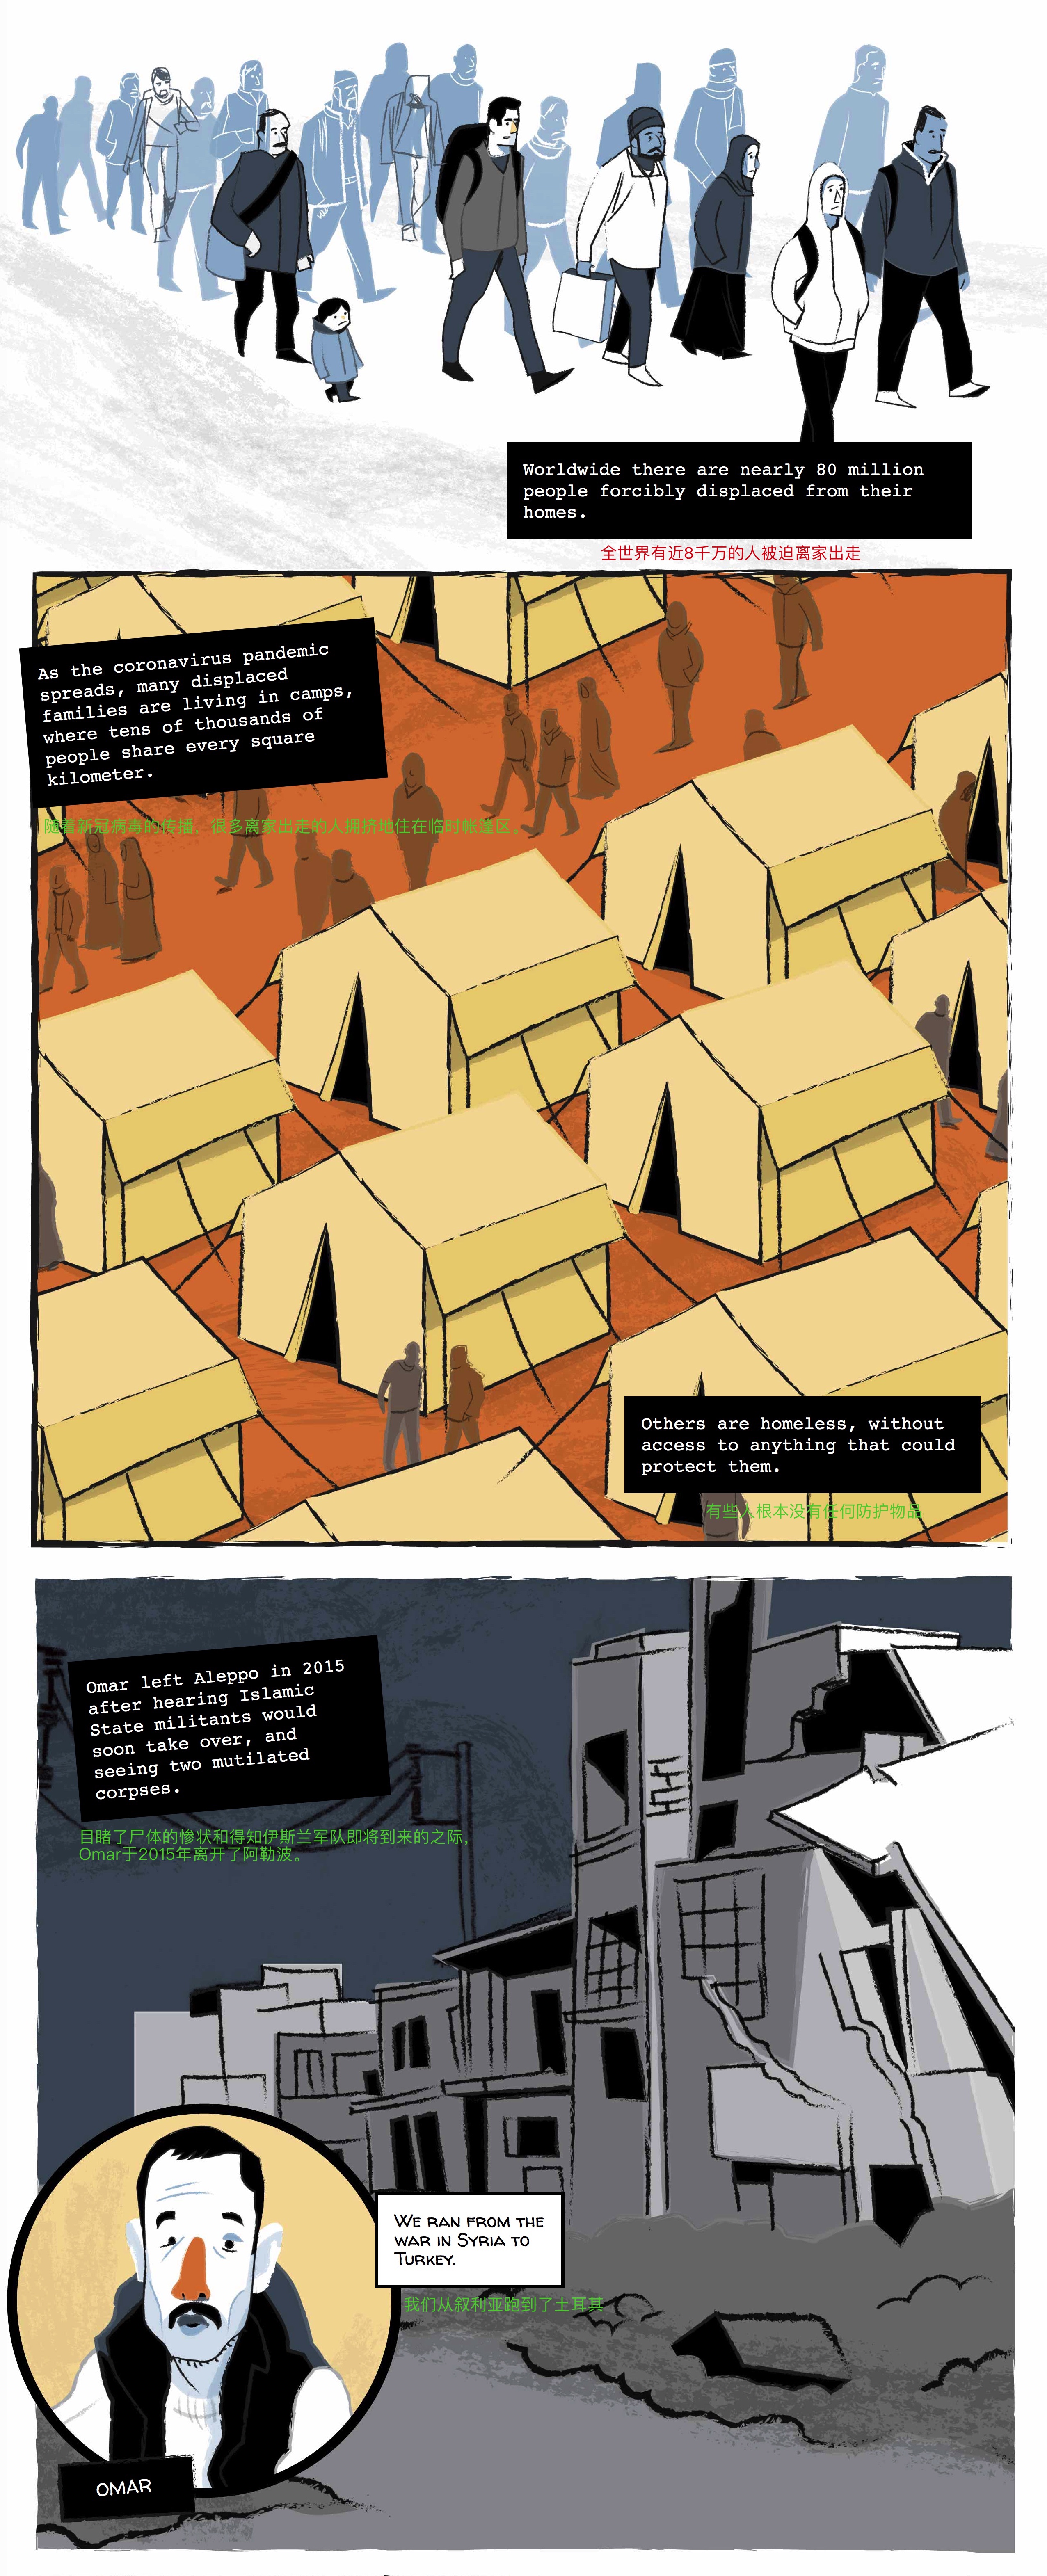 Worldwide there are nearly 80 million
people forcibly displaced from their
homes.
全世界有近8千万的人被迫离家出走
As the coronavirus pandemic
spreads, many displaced
families are living in camps,
where tens of thousands of
people share every square
kilometer.
随着新冠病毒的传播，很多离家出走的人拥挤地住在临时帐篷区。
Others are homeless, without
access to anything that could
protect them.
有些人根本没有任何防护物品
Omar left Aleppo in 2015
after hearing Islamic
State militants would
soon take over, and
seeing two mutilated
corpses.
目睹了尸体的惨状和得知伊斯兰军队即将到来的之际,
Omar于2015年离开了阿勒波。
WE RAN FROM THE
WAR IN SYRIA TO
TURKEY.
我们从叙利亚跑到了土耳其
OMAR